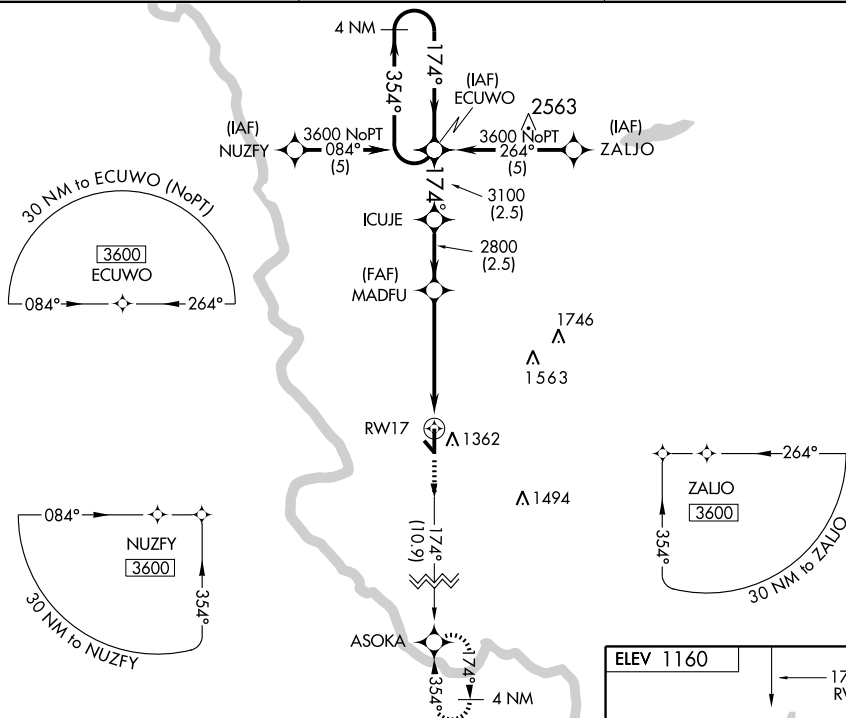 4 NM
174°
354°
(IAF)
ECUWO
2563
(IAF)
NUZFY
3600 NoPT
084°
(5)
3600 NoPT
264°
(5)
(IAF)
ZALJO
174°
3100
(2.5)
ICUJE
2800
(2.5)
(FAF)
MADFU
30 NM to ECUWO (NoPT)
3600
ECUWO
084°
264°
1746
1563
RW17
1362
1494
174°
(10.9)
084°
NUZFY
3600
354°
30 NM to NUZFY
264°
ZALJO
3600
354°
30 NM to ZALJO
ASOKA
174°
354°
4 NM
ELEV 1160